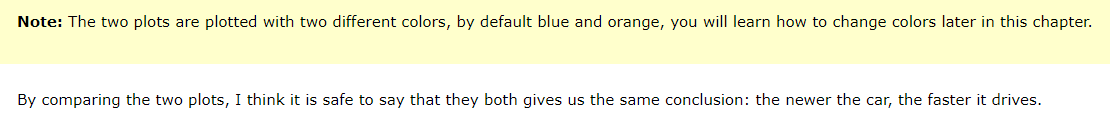 Note: The two plots are plotted with two different colors, by default blue and orange, you will learn how to change colors later in this chapter.
By comparing the two plots, I think it is safe to say that they both gives us the same conclusion: the newer the car, the faster it drives.